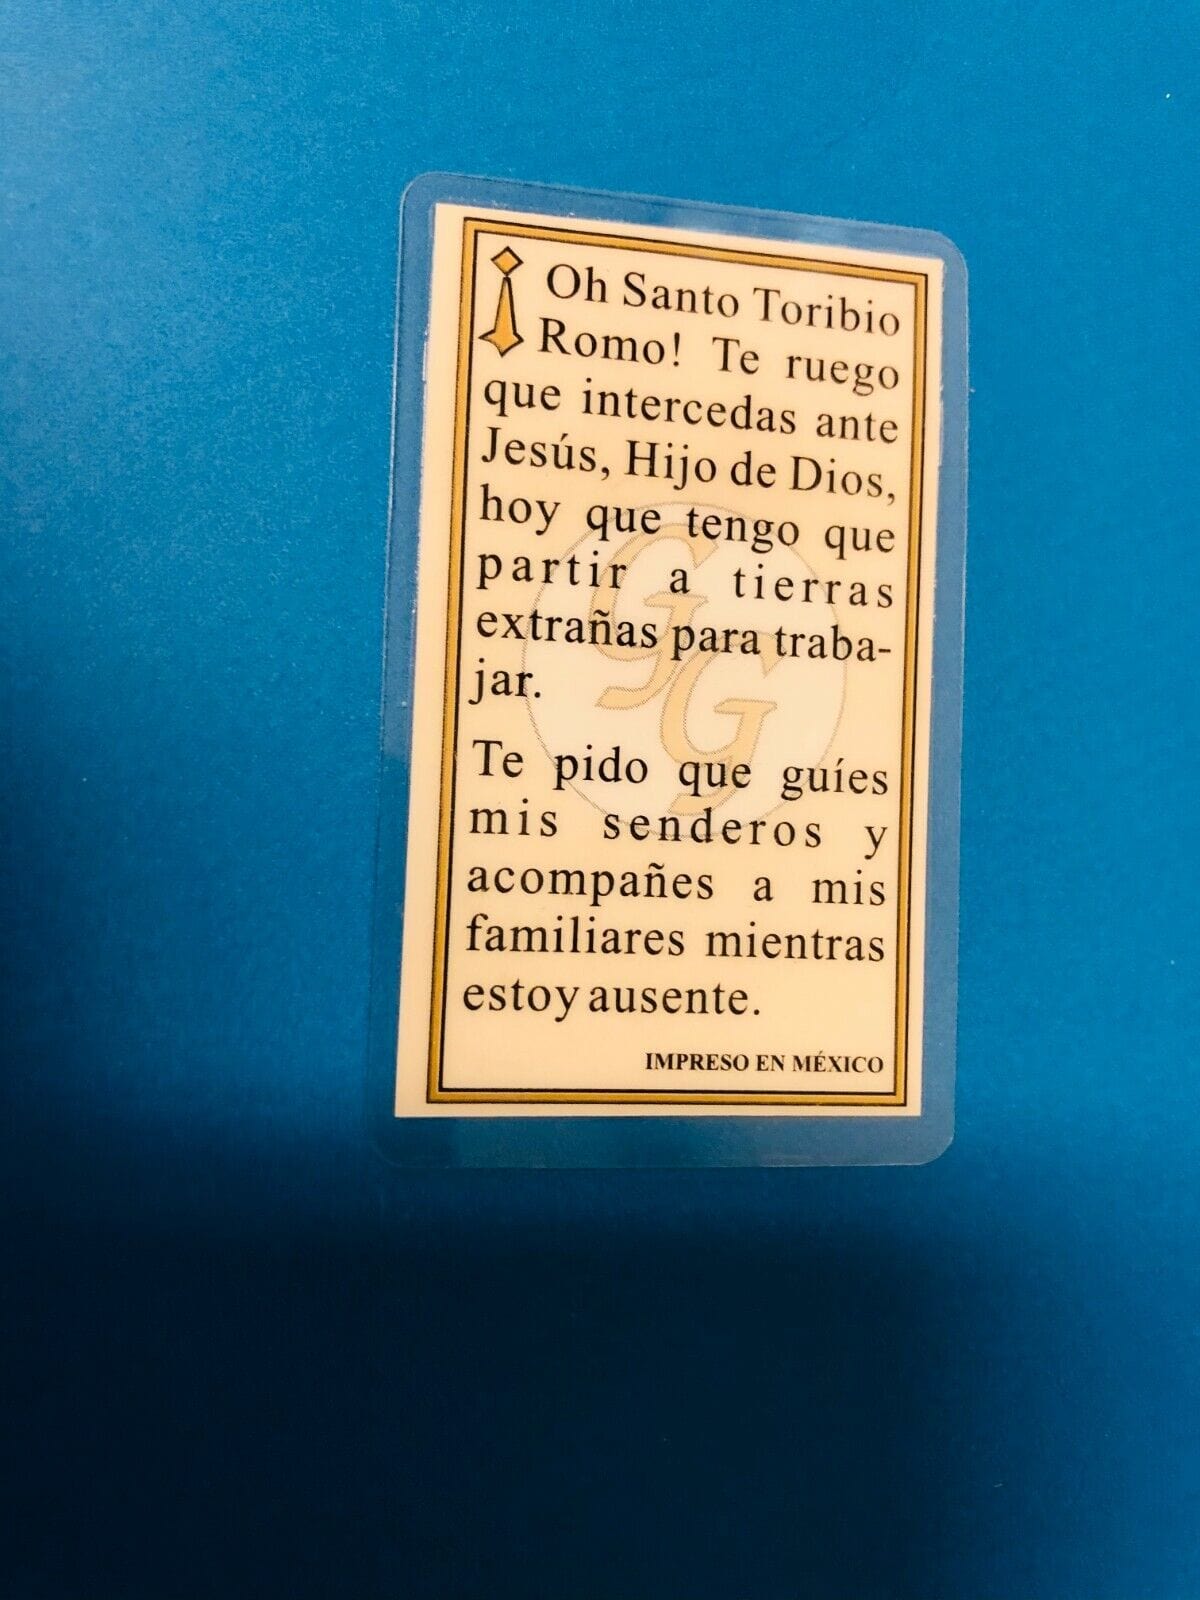 ¡Oh Santo Toribio
Romo! Te ruego
que intercedas ante
Jesús, Hijo de Dios,
hoy que tengo que
partir a tierras
extrañas para traba-
jar.
Te pido que guíes
mis senderos y
acompañes a mis
familiares mientras
estoy ausente.
IMPRESO EN MÉXICO
GG